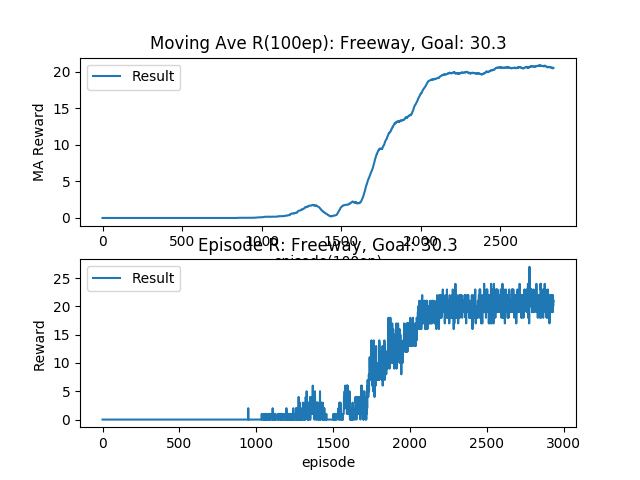 Moving Ave R(100ep): Freeway, Goal: 30.3
Result
MA Reward
20
15
10
5
0
0 500 1000 1500 2000 2500
episode(100ep)
Episode R: Freeway, Goal: 30.3
Result
Reward
25
20
15
10
5
0
0 500 1000 1500 2000 2500 3000
episode